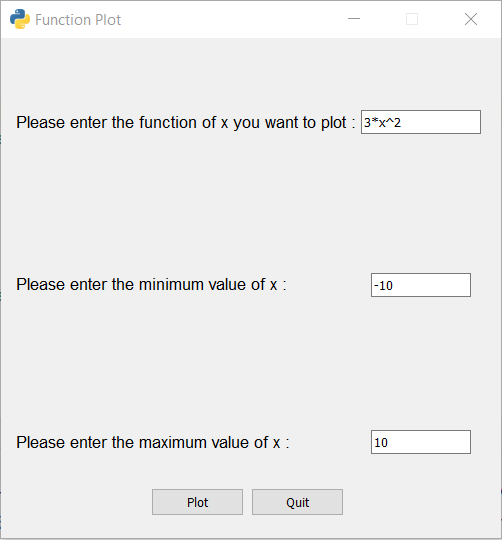 Function Plot
Please enter the function of x you want to plot : 3*x^2
Please enter the minimum value of x : -10
Please enter the maximum value of x : 10
Plot Quit